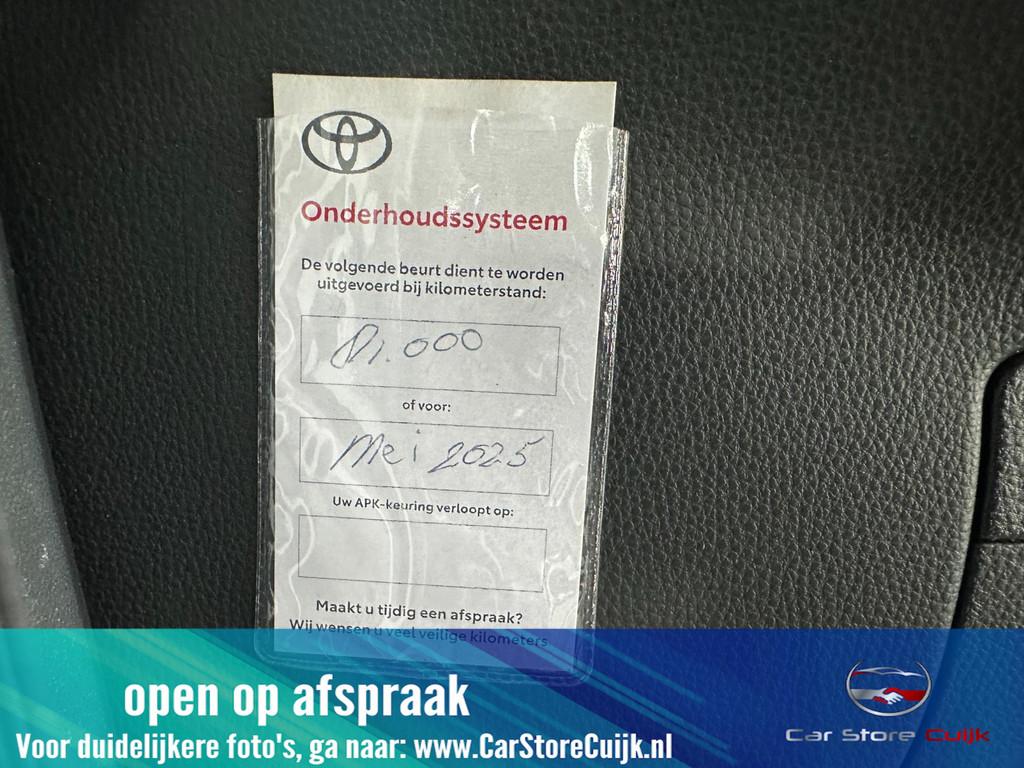 Onderhoudssysteem
De volgende beurt dient te worden
uitgevoerd bij kilometerstand:
81.000
of voor:
Mei 2025
Uw APK-keuring verloopt op:
Maakt u tijdig een afspraak?
Wij wensen u veel veilige kilometers
open op afspraak
Voor duidelijkere foto's, ga naar: www.CarStoreCuijk.nl
Car Store Cuijk